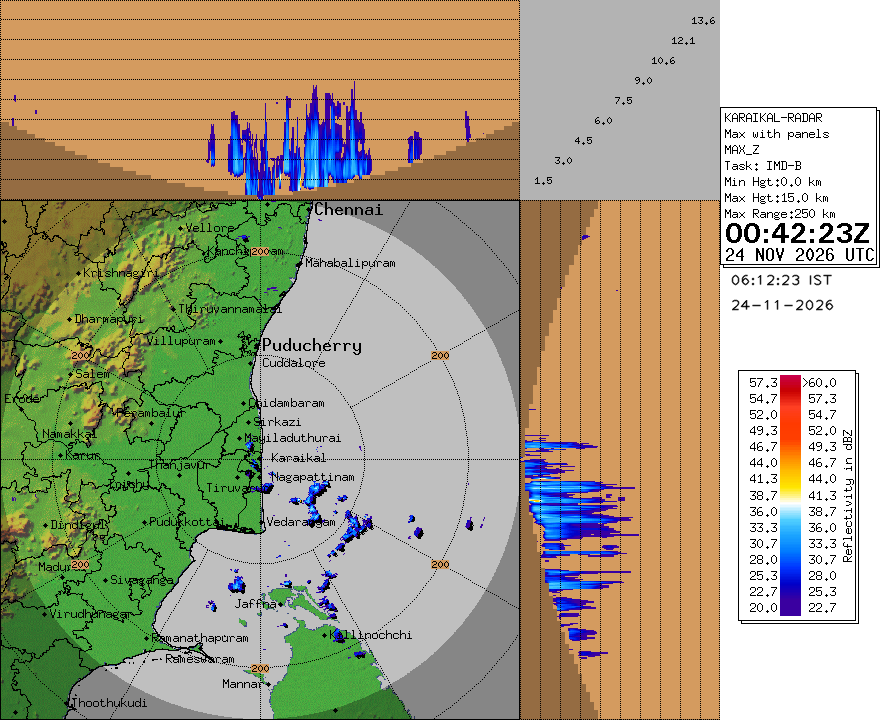 13.6
12.1
10.6
9.0
7.5
6.0
4.5
3.0
1.5
KARAIKAL-RADAR
Max with panels
MAX_Z
Task: IMD-B
Min Hgt:0.0 km
Max Hgt:15.0 km
Max Range:250 km
00:42:23Z
24 NOV 2026 UTC
06:12:23 IST
24-11-2026
Chennai
Vellore
200
Mahabalipuram
Krishnagiri
Thiruvannamalai
Dharmapuri
Villupuram
Puducherry
200
200
Cuddalore
Salem
Chidambaram
Perambalur
Sirkazi
Namakkal
Mayiladuthurai
Karur
Karaikal
Thanjavur
Nagapattinam
Pudukkottai
Vedaranyam
200
200
Sivaganga
Jaffna
Virudhunagar
Ramanathapuram
Killinochchi
Rameswaram
200
Mannar
Thoothukudi
57.3 >60.0
54.7 57.3
52.0 54.7
49.3 52.0
46.7 49.3
44.0 46.7
41.3 44.0
38.7 41.3
36.0 38.7
33.3 36.0
30.7 33.3
28.0 30.7
25.3 28.0
22.7 25.3
20.0 22.7
Reflectivity in dBZ